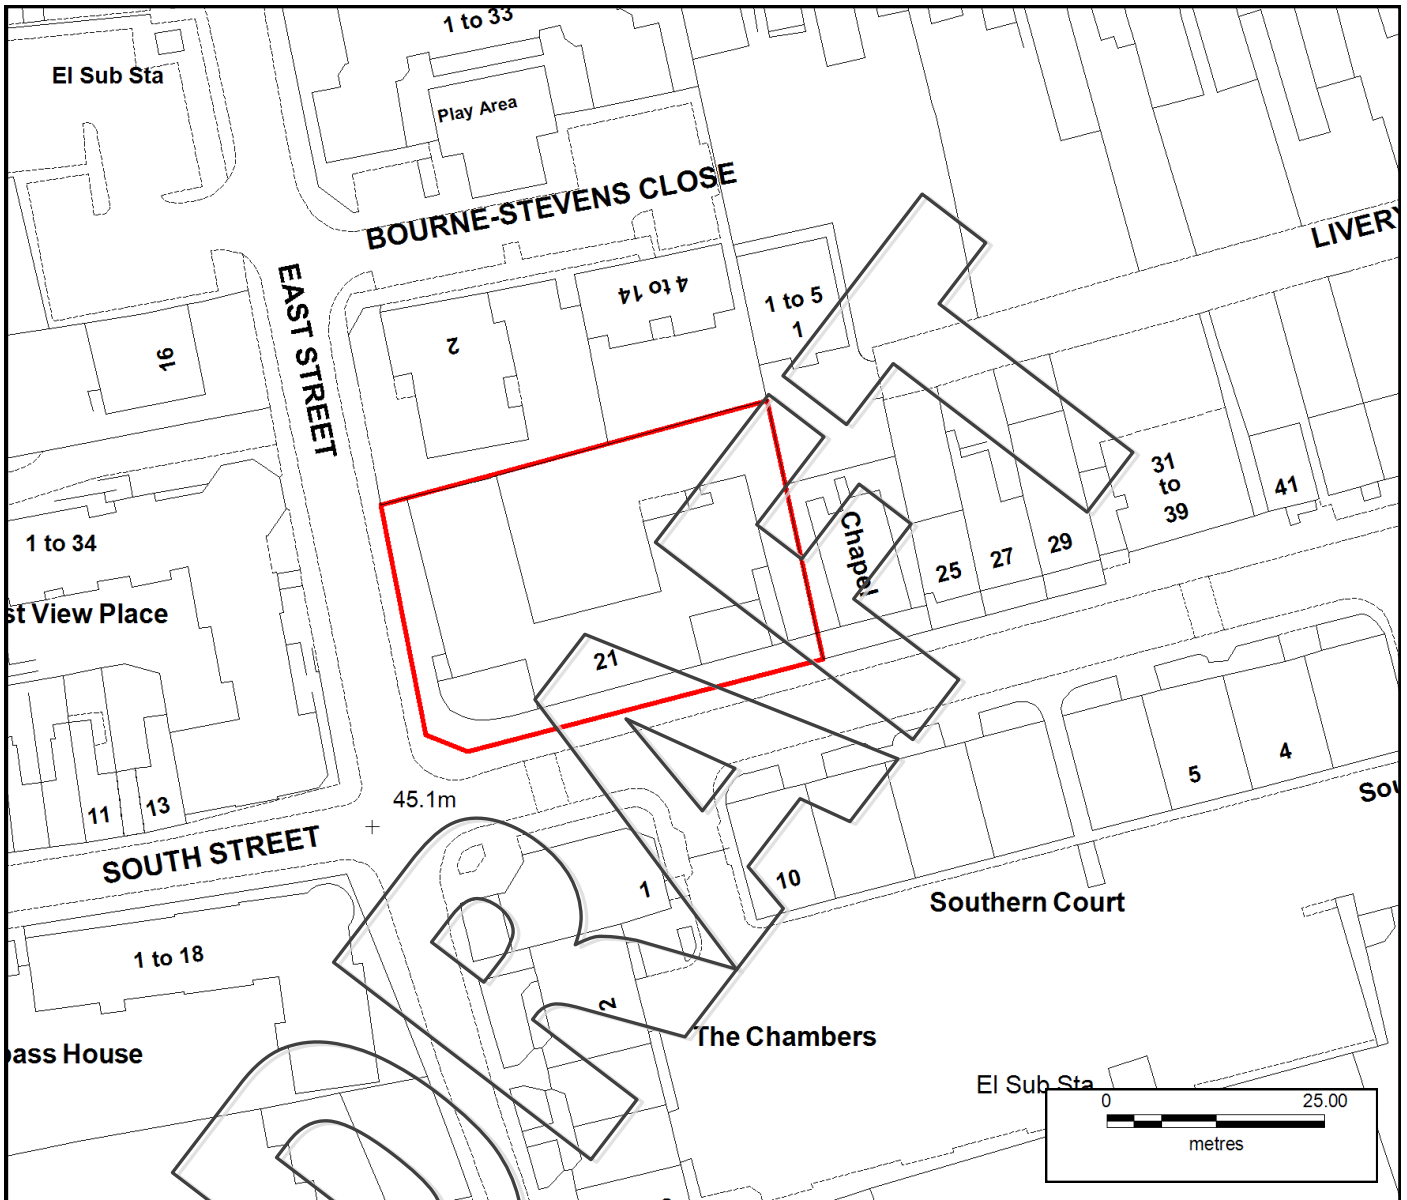 1 to 33
El Sub Sta
Play Area
BOURNE-STEVENS CLOSE
LIVERY
EAST STREET
4 to 14
1 to 5
1
2
16
31
to
39
41
Chapel
25
27
29
1 to 34
st View Place
21
4
5
11
13
45.1m
SOUTH STREET
1
10
Southern Court
1 to 18
2
The Chambers
pass House
El Sub Sta
0
25.00
metres
DRAFT